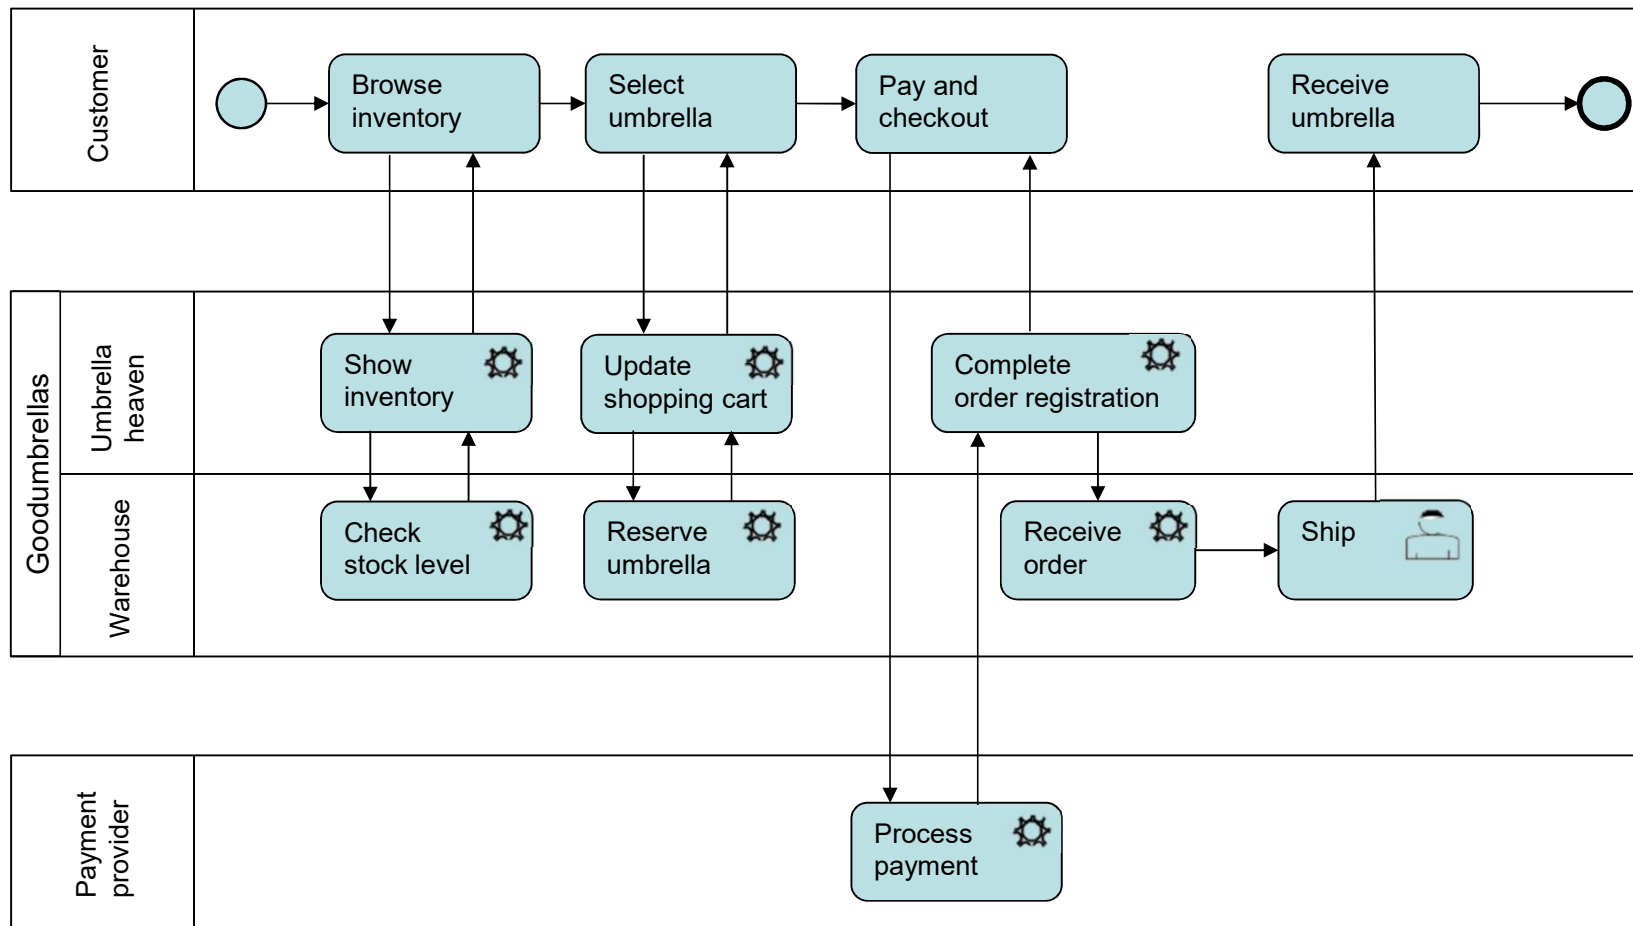 Customer
Browse
inventory
Select
umbrella
Pay and
checkout
Receive
umbrella
Goodumbrellas
Umbrella
heaven
Show
inventory
Update
shopping cart
Complete
order registration
Warehouse
Check
stock level
Reserve
umbrella
Receive
order
Ship
Payment
provider
Process
payment